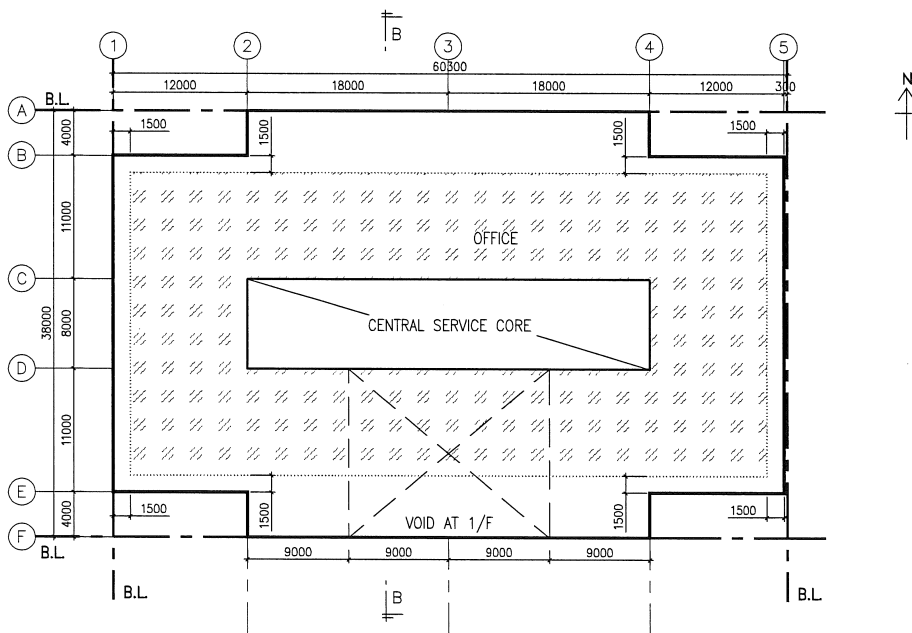 B
1
2
3
4
5
N
60300
12000
18000
18000
12000
300
B.L.
A
1500
1500
1500
1500
4000
B
11000
OFFICE
C
38000
8000
CENTRAL SERVICE CORE
D
11000
E
1500
1500
1500
1500
4000
VOID AT 1/F
F
B.L.
9000
9000
9000
9000
B.L.
B
B.L.